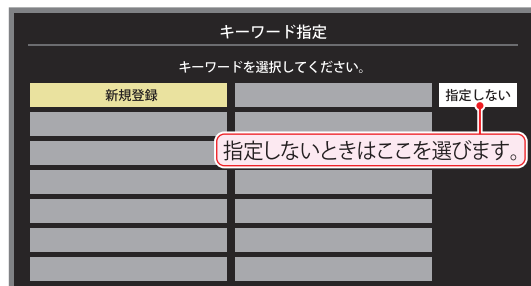 キーワード指定
キーワードを選択してください。
新規登録
指定しない
指定しないときはここを選びます。